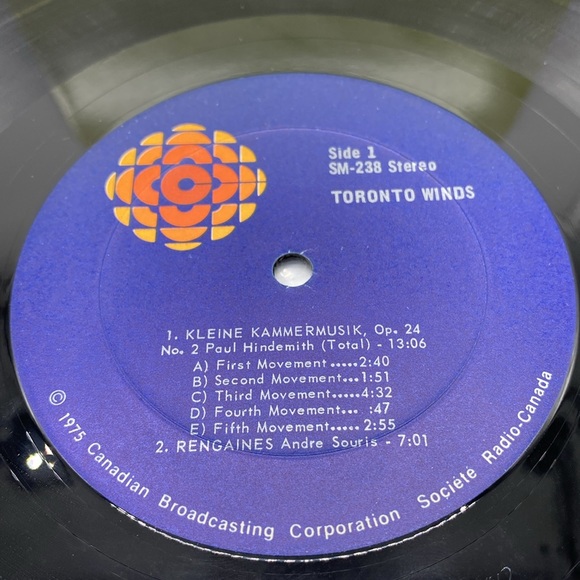 Side 1
SM-238 Stereo
TORONTO WINDS
1. KLEINE KAMMERMUSIK, Op. 24
No. 2 Paul Hindemith (Total) - 13:06
A) First Movement.....2:40
B) Second Movement...1:51
C) Third Movement....4:32
D) Fourth Movement... :47
E) Fifth Movement.... 2:55
2. RENGAINES Andre Souris - 7:01
© 1975 Canadian Broadcasting Corporation Société Radio-Canada